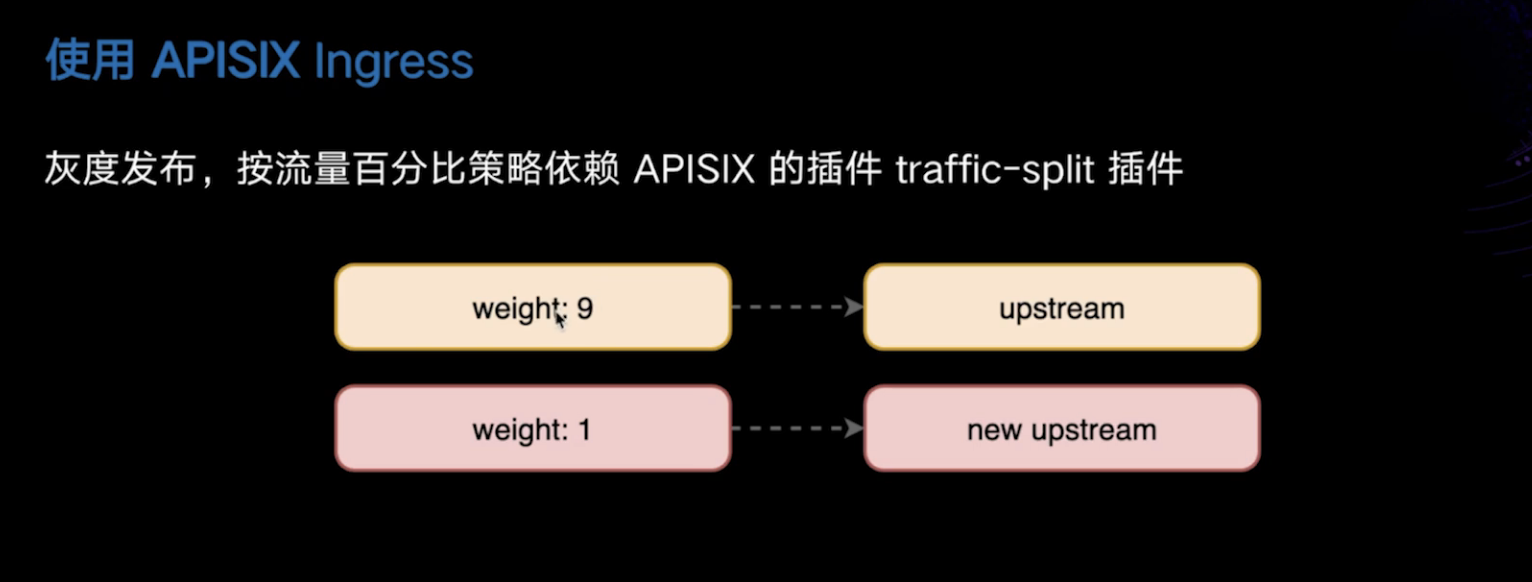 使用 APISIX Ingress
灰度发布，按流量百分比策略依赖 APISIX 的插件 traffic-split 插件
weight: 9
upstream
weight: 1
new upstream